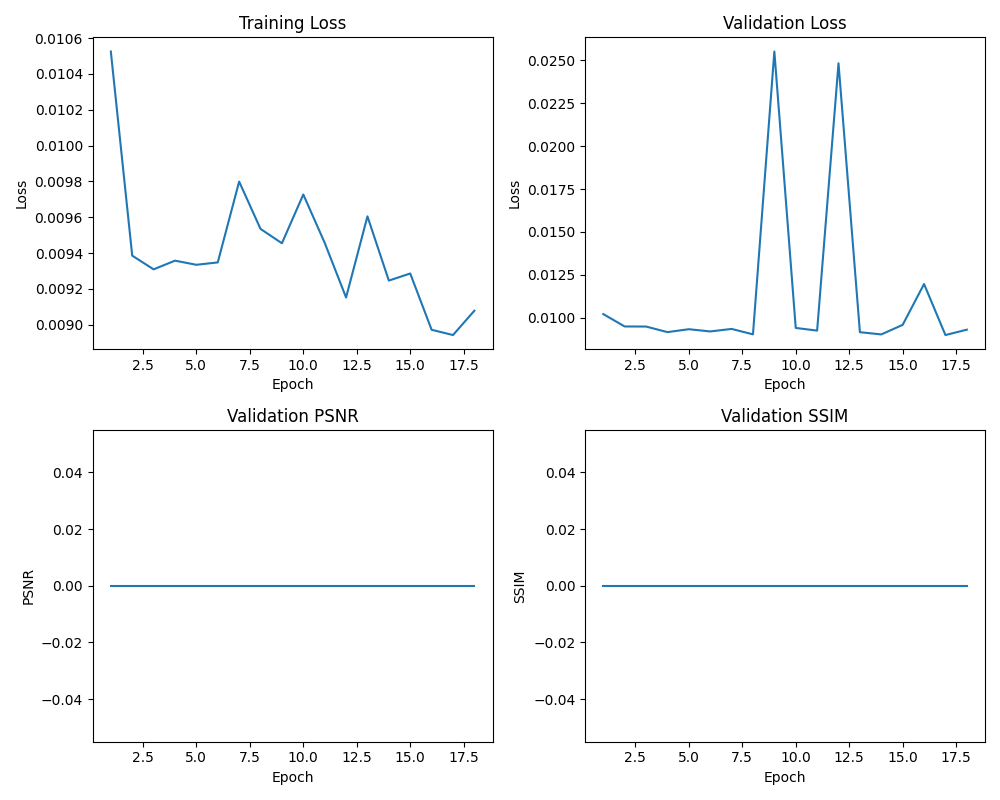 Training Loss
Loss
0.0106
0.0104
0.0102
0.0100
0.0098
0.0096
0.0094
0.0092
0.0090
2.5 5.0 7.5 10.0 12.5 15.0 17.5
Epoch
Validation Loss
Loss
0.0250
0.0225
0.0200
0.0175
0.0150
0.0125
0.0100
2.5 5.0 7.5 10.0 12.5 15.0 17.5
Epoch
Validation PSNR
PSNR
0.04
0.02
0.00
−0.02
−0.04
2.5 5.0 7.5 10.0 12.5 15.0 17.5
Epoch
Validation SSIM
SSIM
0.04
0.02
0.00
−0.02
−0.04
2.5 5.0 7.5 10.0 12.5 15.0 17.5
Epoch